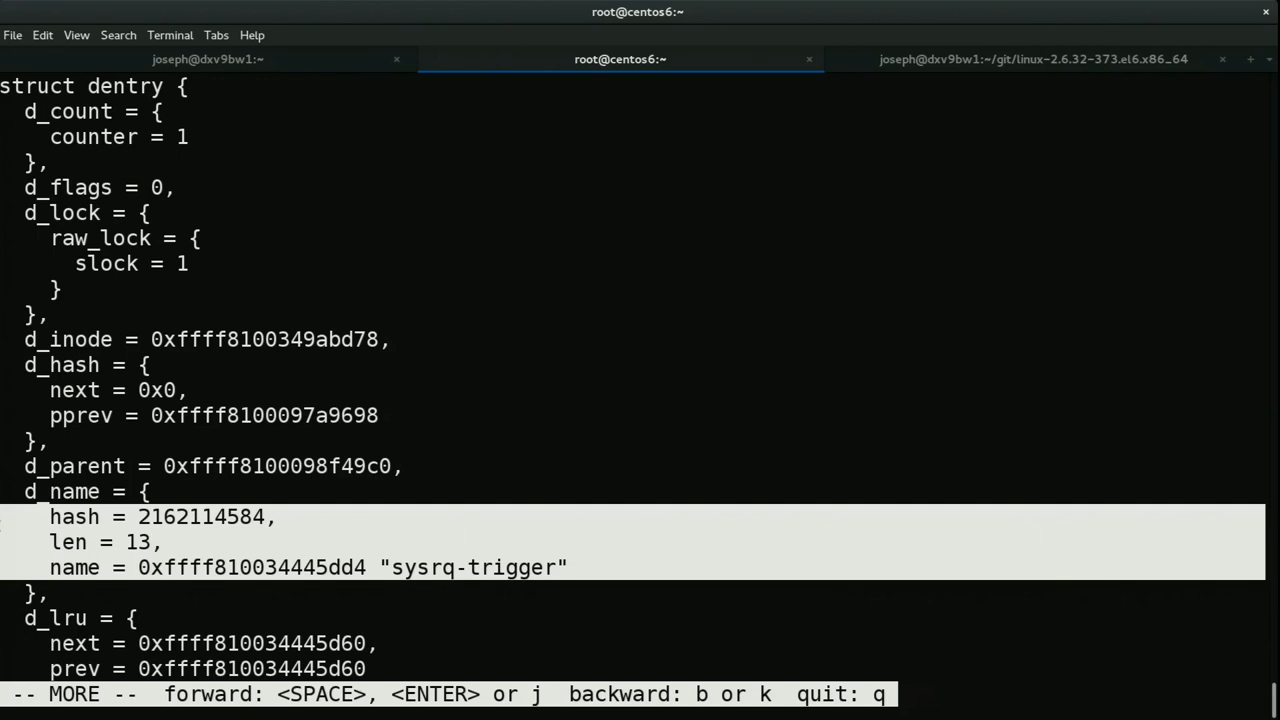 root@centos6:~ ×
File Edit View Search Terminal Tabs Help
joseph@dxv9bw1:~ × root@centos6:~ × joseph@dxv9bw1:~/git/linux-2.6.32-373.el6.x86_64 × +
struct dentry {
  d_count = {
    counter = 1
  },
  d_flags = 0,
  d_lock = {
    raw_lock = {
      slock = 1
    }
  },
  d_inode = 0xffff8100349abd78,
  d_hash = {
    next = 0x0,
    pprev = 0xffff8100097a9698
  },
  d_parent = 0xffff8100098f49c0,
  d_name = {
    hash = 2162114584,
    len = 13,
    name = 0xffff810034445dd4 "sysrq-trigger"
  },
  d_lru = {
    next = 0xffff810034445d60,
    prev = 0xffff810034445d60
-- MORE --  forward: <SPACE>, <ENTER> or j  backward: b or k  quit: q